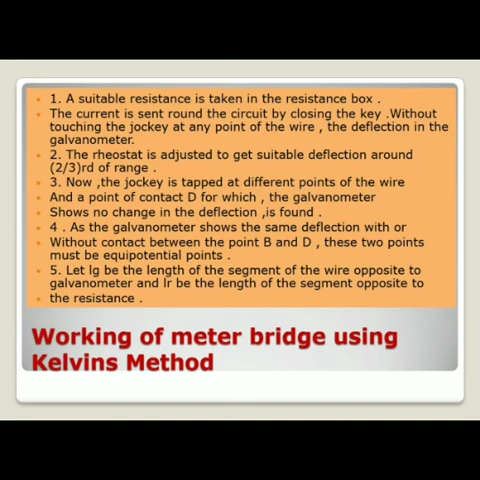 1. A suitable resistance is taken in the resistance box .
The current is sent round the circuit by closing the key .Without
touching the jockey at any point of the wire , the deflection in the
galvanometer.
2. The rheostat is adjusted to get suitable deflection around
(2/3)rd of range .
3. Now ,the jockey is tapped at different points of the wire
And a point of contact D for which , the galvanometer
Shows no change in the deflection ,is found .
4 . As the galvanometer shows the same deflection with or
Without contact between the point B and D , these two points
must be equipotential points .
5. Let lg be the length of the segment of the wire opposite to
galvanometer and lr be the length of the segment opposite to
the resistance .
Working of meter bridge using
Kelvins Method